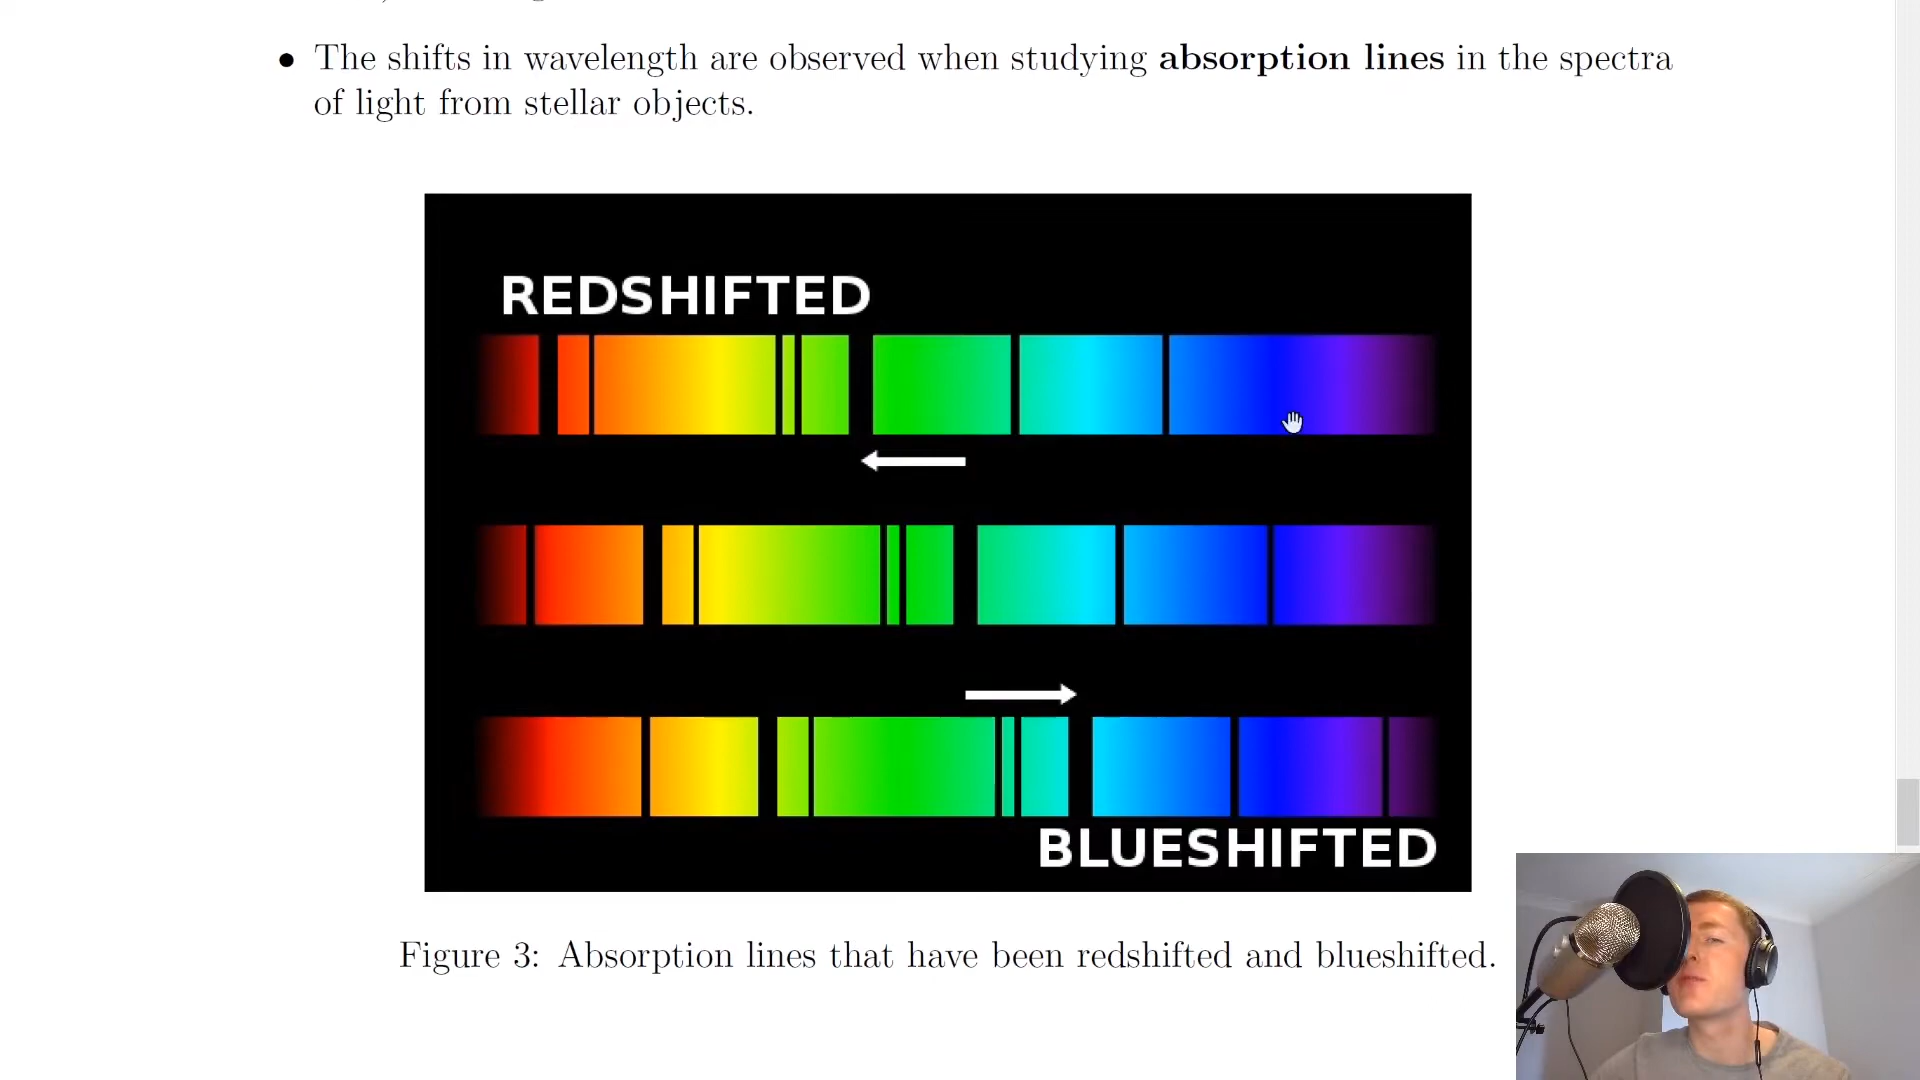 • The shifts in wavelength are observed when studying absorption lines in the spectra
of light from stellar objects.
REDSHIFTED
BLUESHIFTED
Figure 3: Absorption lines that have been redshifted and blueshifted.